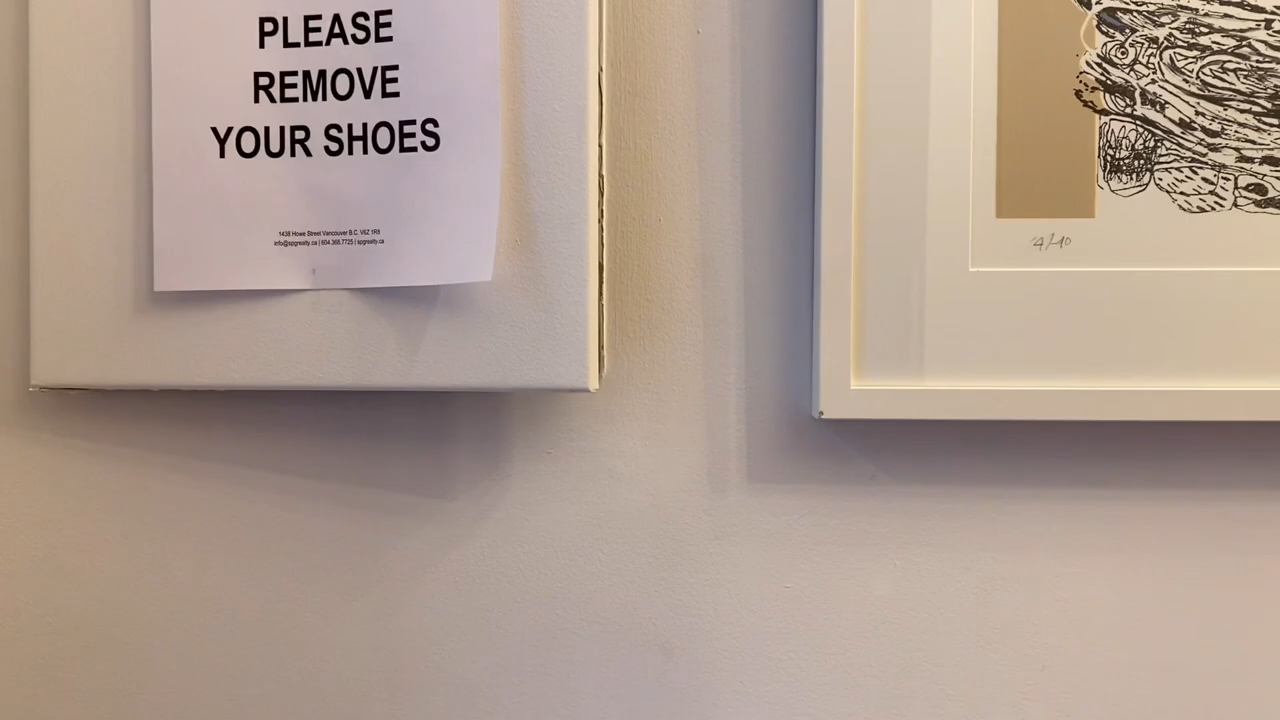 PLEASE
REMOVE
YOUR SHOES
1438 Howe Street Vancouver B.C. V6Z 1R8
info@spgrealty.ca | 604.368.7725 | spgrealty.ca
4/40